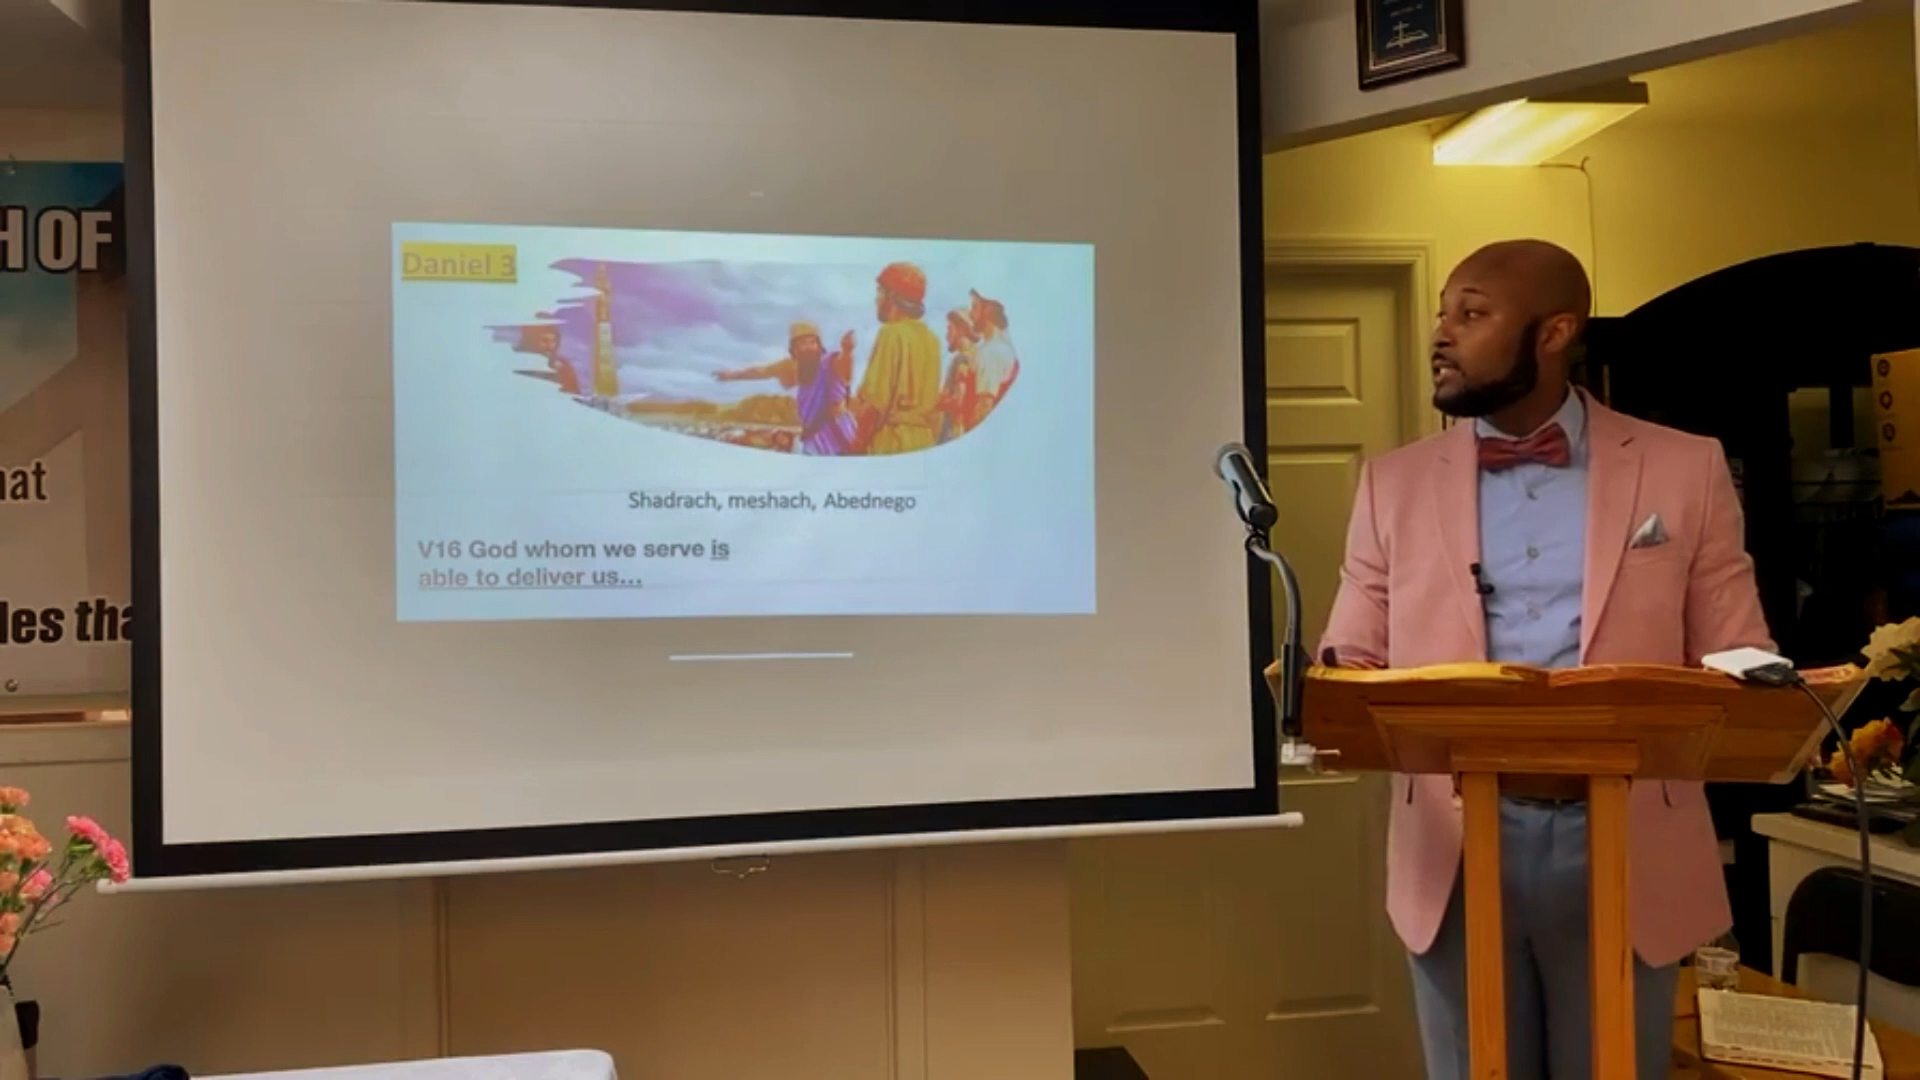 H OF
hat
les tha
Daniel 3
Shadrach, meshach, Abednego
V16 God whom we serve is
able to deliver us...